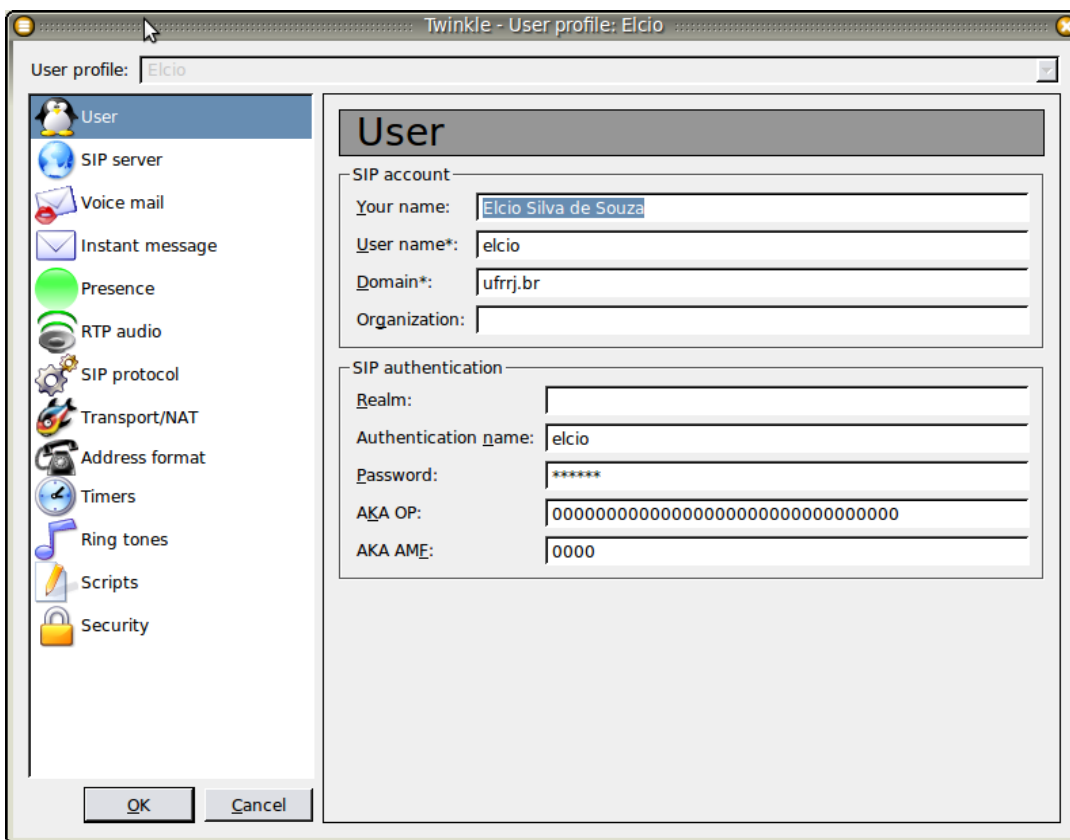 Twinkle - User profile: Elcio
User profile: Elcio
User
SIP server
Voice mail
Instant message
Presence
RTP audio
SIP protocol
Transport/NAT
Address format
Timers
Ring tones
Scripts
Security
OK
Cancel
User
SIP account
Your name: Elcio Silva de Souza
User name*: elcio
Domain*: ufrrj.br
Organization:
SIP authentication
Realm:
Authentication name: elcio
Password: ******
AKA OP: 00000000000000000000000000000000
AKA AMF: 0000